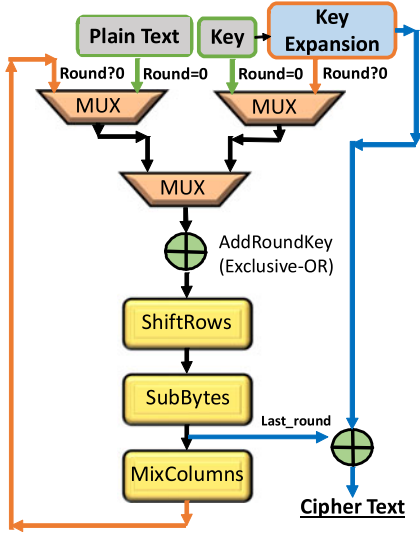 Plain Text
Key
Key
Expansion
Round?0
Round=0
Round=0
Round?0
MUX
MUX
MUX
AddRoundKey
(Exclusive-OR)
ShiftRows
SubBytes
Last_round
MixColumns
Cipher Text